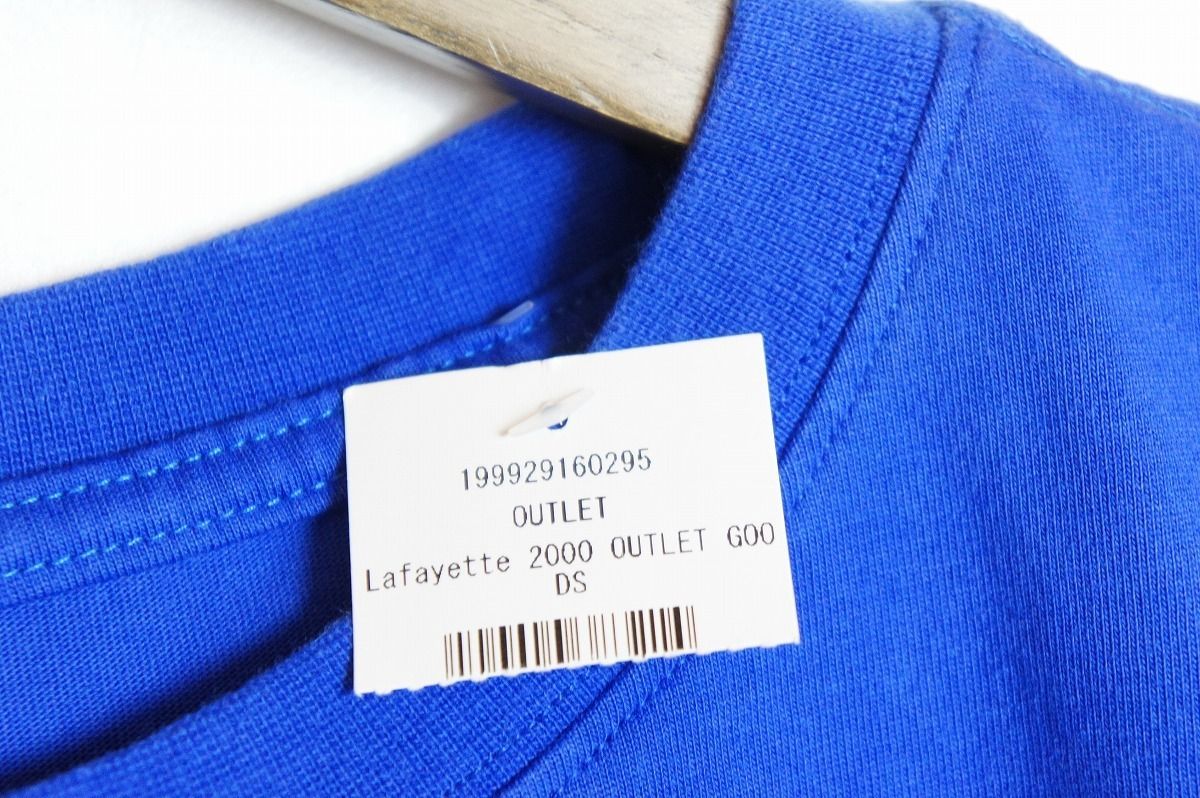 199929160295
OUTLET
Lafayette 2000 OUTLET GOO
DS